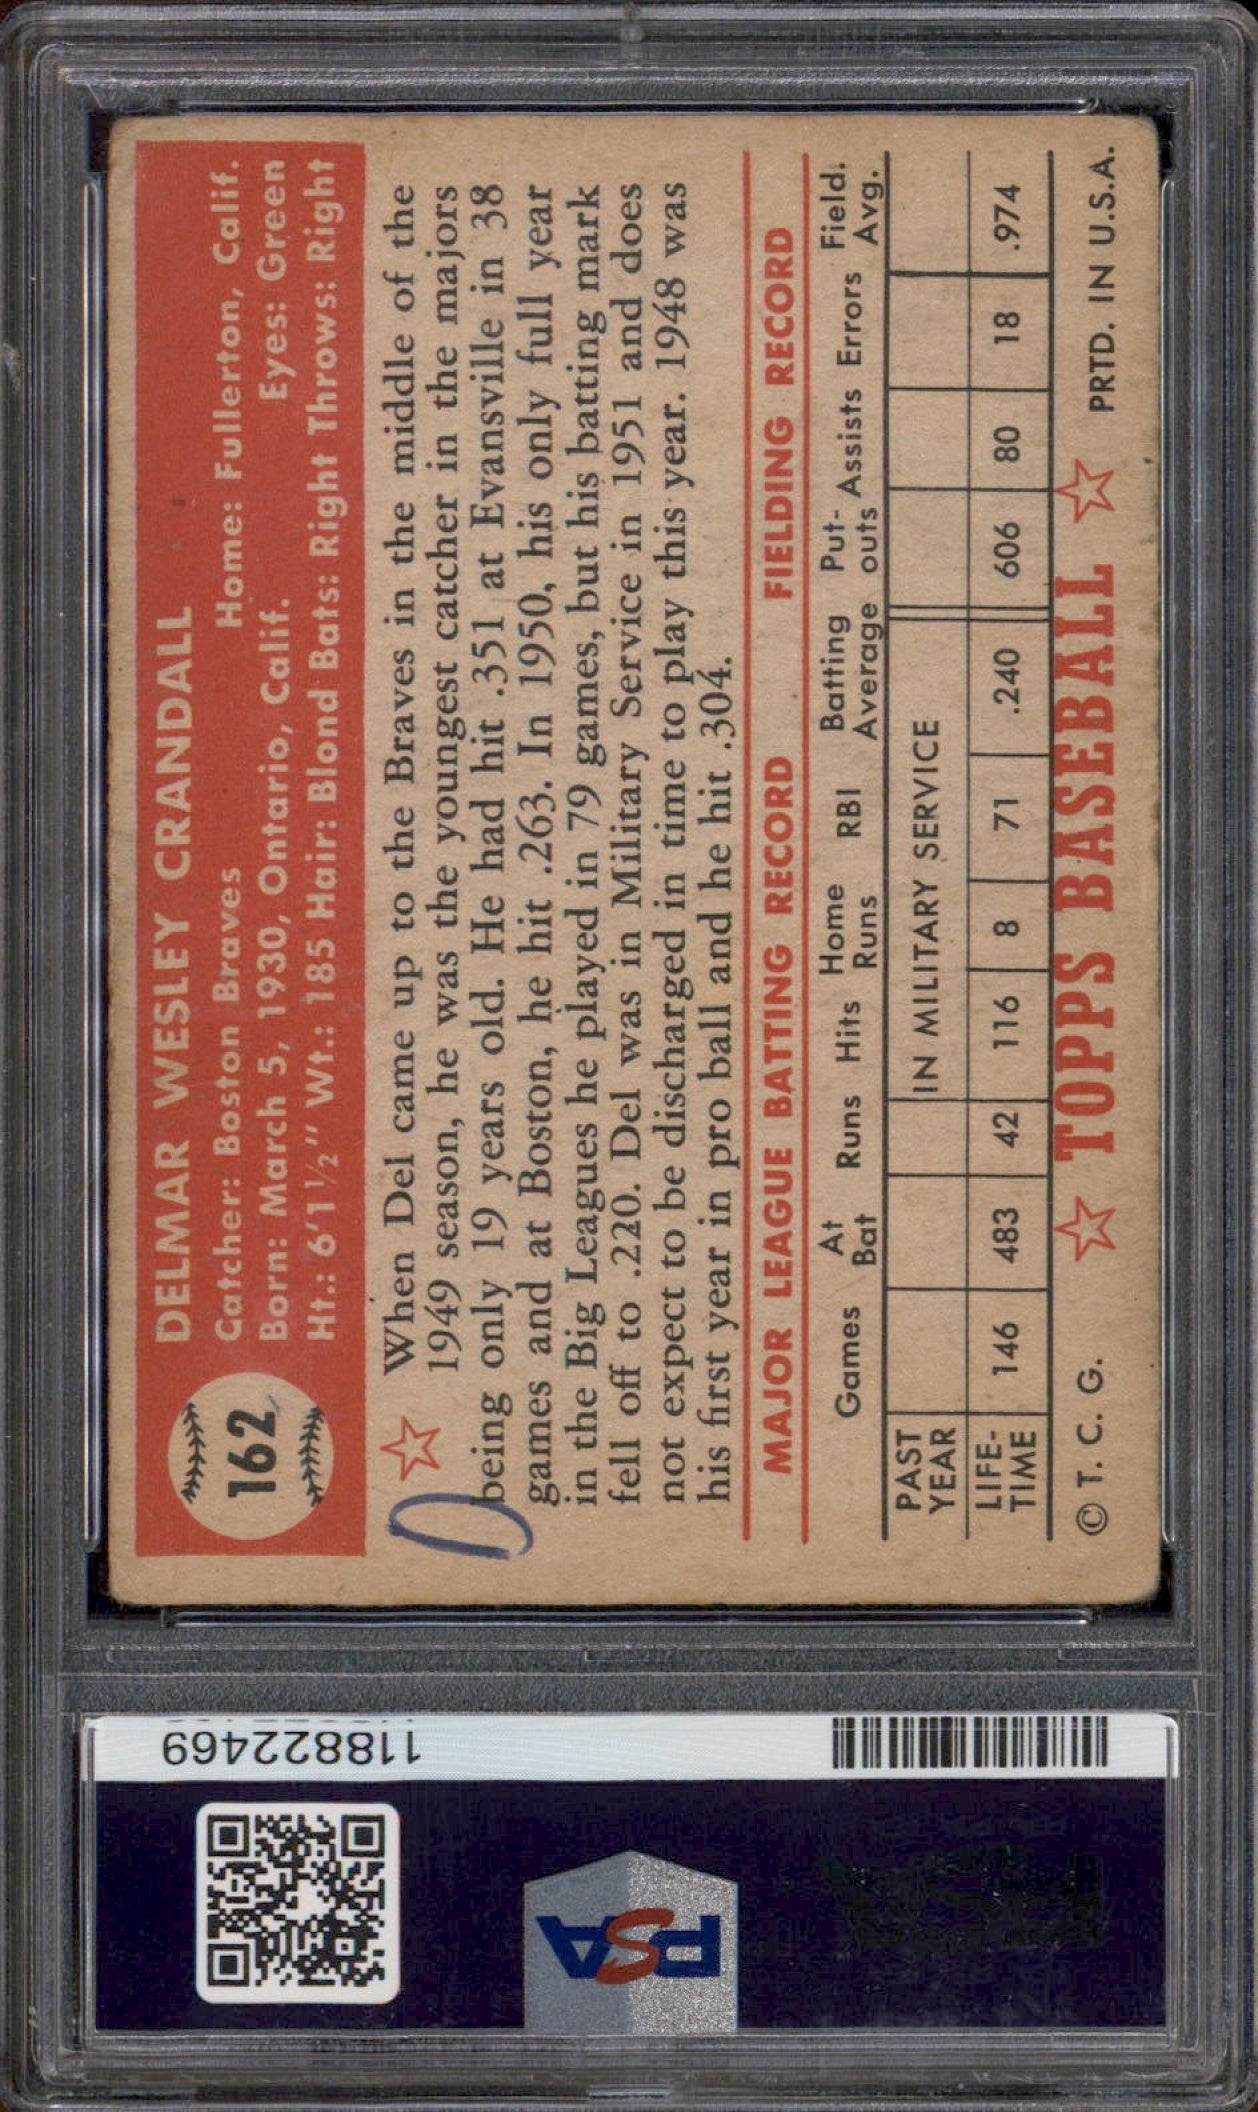 162
DELMAR WESLEY CRANDALL
Catcher: Boston Braves Home: Fullerton, Calif.
Born: March 5, 1930, Ontario, Calif. Eyes: Green
Ht.: 6'1½" Wt.: 185 Hair: Blond Bats: Right Throws: Right
When Del came up to the Braves in the middle of the
1949 season, he was the youngest catcher in the majors
being only 19 years old. He had hit .351 at Evansville in 38
games and at Boston, he hit .263. In 1950, his only full year
in the Big Leagues he played in 79 games, but his batting mark
fell off to .220. Del was in Military Service in 1951 and does
not expect to be discharged in time to play this year. 1948 was
his first year in pro ball and he hit .304.
MAJOR LEAGUE BATTING RECORD FIELDING RECORD
Games At Bat Runs Hits Home Runs RBI Batting Average Put-outs Assists Errors Field. Avg.
PAST YEAR IN MILITARY SERVICE
LIFE-TIME 146 483 42 116 8 71 .240 606 80 18 .974
© T. C. G. TOPPS BASEBALL PRTD. IN U.S.A.
118822469
PSA